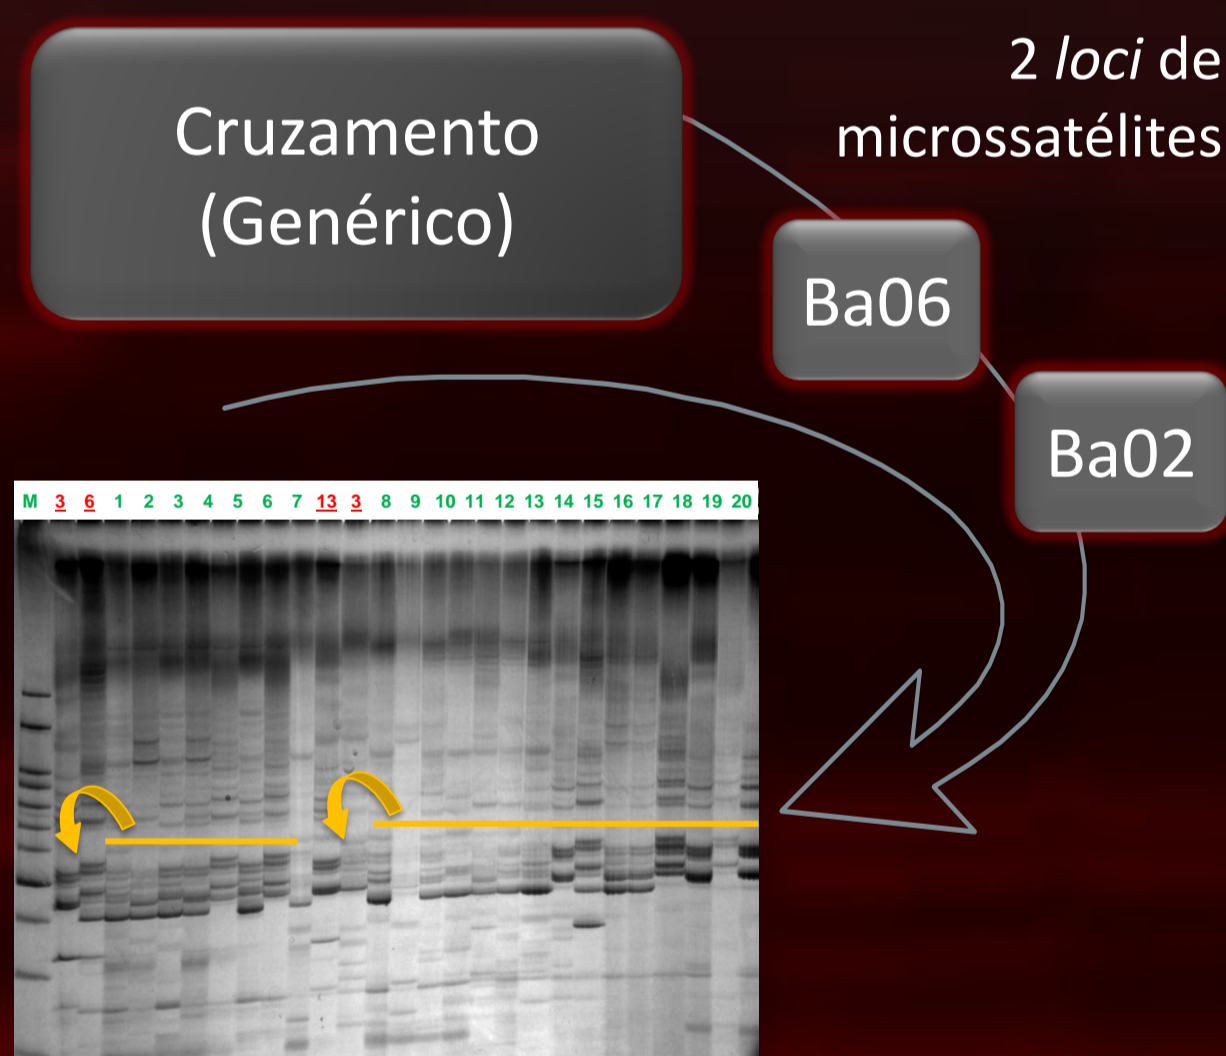 Cruzamento
(Genérico)
2 loci de
microssatélites
Ba06
Ba02
M 3 6 1 2 3 4 5 6 7 13 3 8 9 10 11 12 13 14 15 16 17 18 19 20